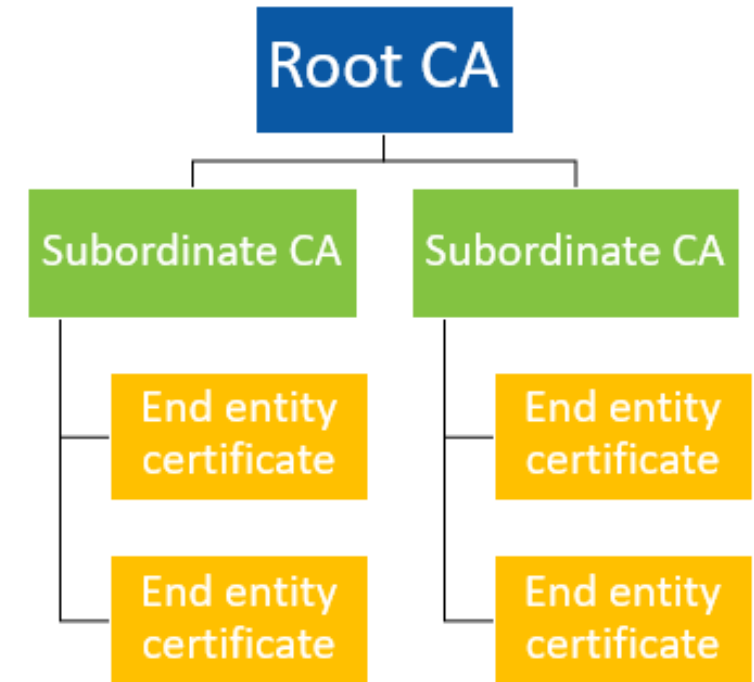 Root CA
Subordinate CA
Subordinate CA
End entity
certificate
End entity
certificate
End entity
certificate
End entity
certificate